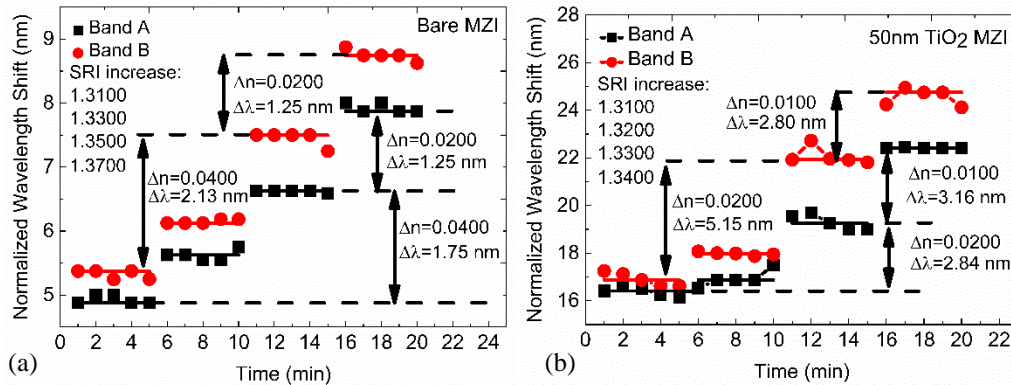 Normalized Wavelength Shift (nm)
9
8
7
6
5
Band A
Band B
SRI increase:
1.3100
1.3300
1.3500
1.3700
Bare MZI
Δn=0.0200
Δλ=1.25 nm
Δn=0.0200
Δλ=1.25 nm
Δn=0.0400
Δλ=2.13 nm
Δn=0.0400
Δλ=1.75 nm
0 2 4 6 8 10 12 14 16 18 20 22 24
Time (min)
(a)
Normalized Wavelength Shift (nm)
28
26
24
22
20
18
16
14
Band A
Band B
SRI increase:
1.3100
1.3200
1.3300
1.3400
50nm TiO2 MZI
Δn=0.0100
Δλ=2.80 nm
Δn=0.0100
Δλ=3.16 nm
Δn=0.0200
Δλ=5.15 nm
Δn=0.0200
Δλ=2.84 nm
0 2 4 6 8 10 12 14 16 18 20 22 24
Time (min)
(b)